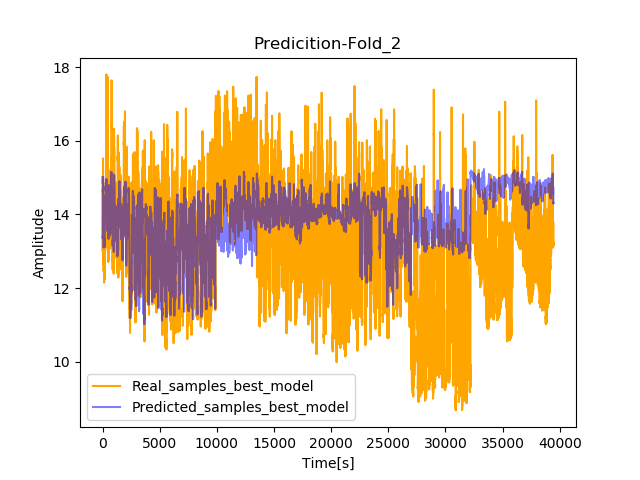 Predicition-Fold_2
18
16
14
12
10
Amplitude
Real_samples_best_model
Predicted_samples_best_model
0 5000 10000 15000 20000 25000 30000 35000 40000
Time[s]